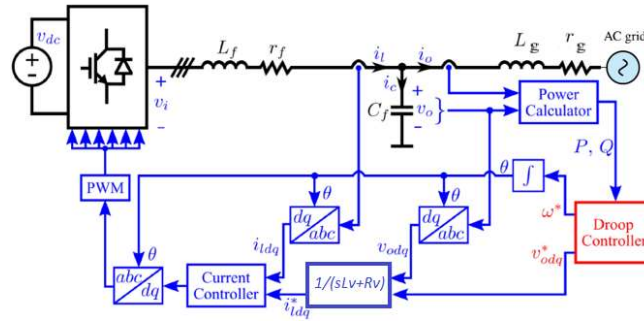 v_dc
+
-
+
v_i
-
L_f
r_f
i_l
i_o
i_c
C_f
+
v_o
-
L_g
r_g
AC grid
Power
Calculator
P, Q
PWM
θ
θ
θ
∫
ω*
Droop
Controller
v*_odq
dq
abc
dq
abc
i_ldq
v_odq
θ
abc
dq
Current
Controller
i*_ldq
1/(sLv+Rv)